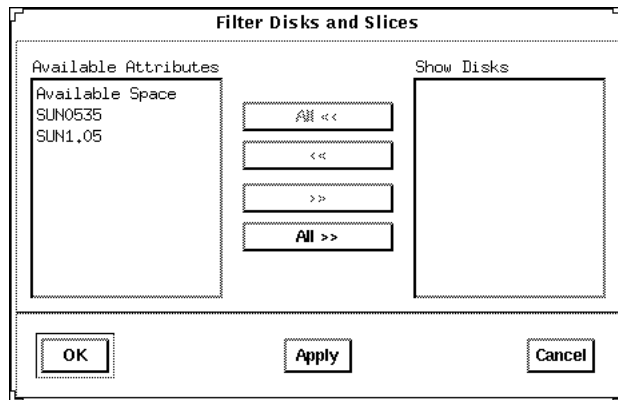 Filter Disks and Slices
Available Attributes
Available Space
SUN0535
SUN1.05
All <<
<<
>>
All >>
Show Disks
OK
Apply
Cancel